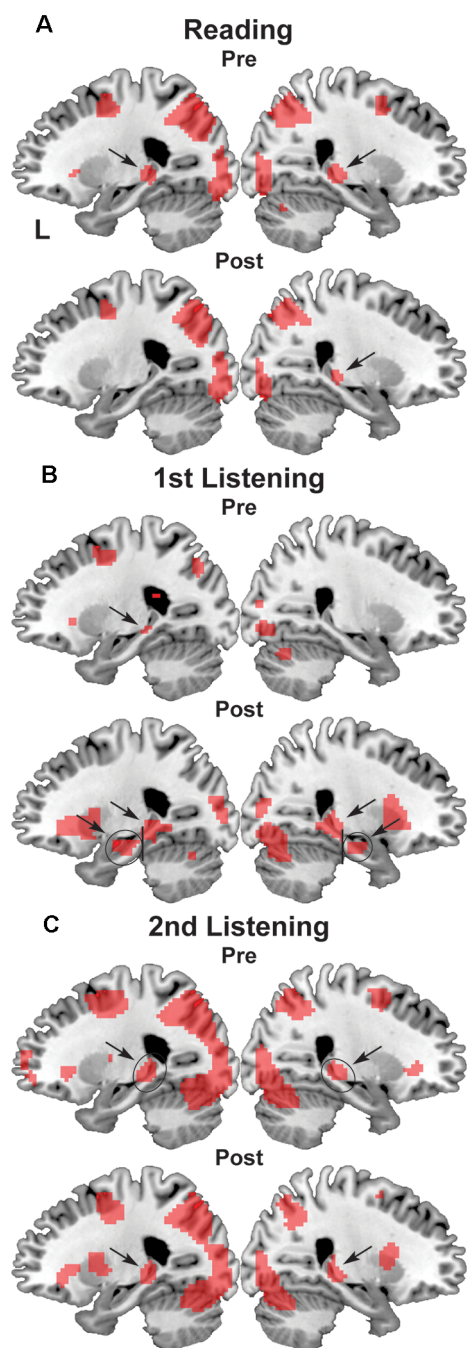 A
Reading
Pre
L
Post
B
1st Listening
Pre
Post
C
2nd Listening
Pre
Post